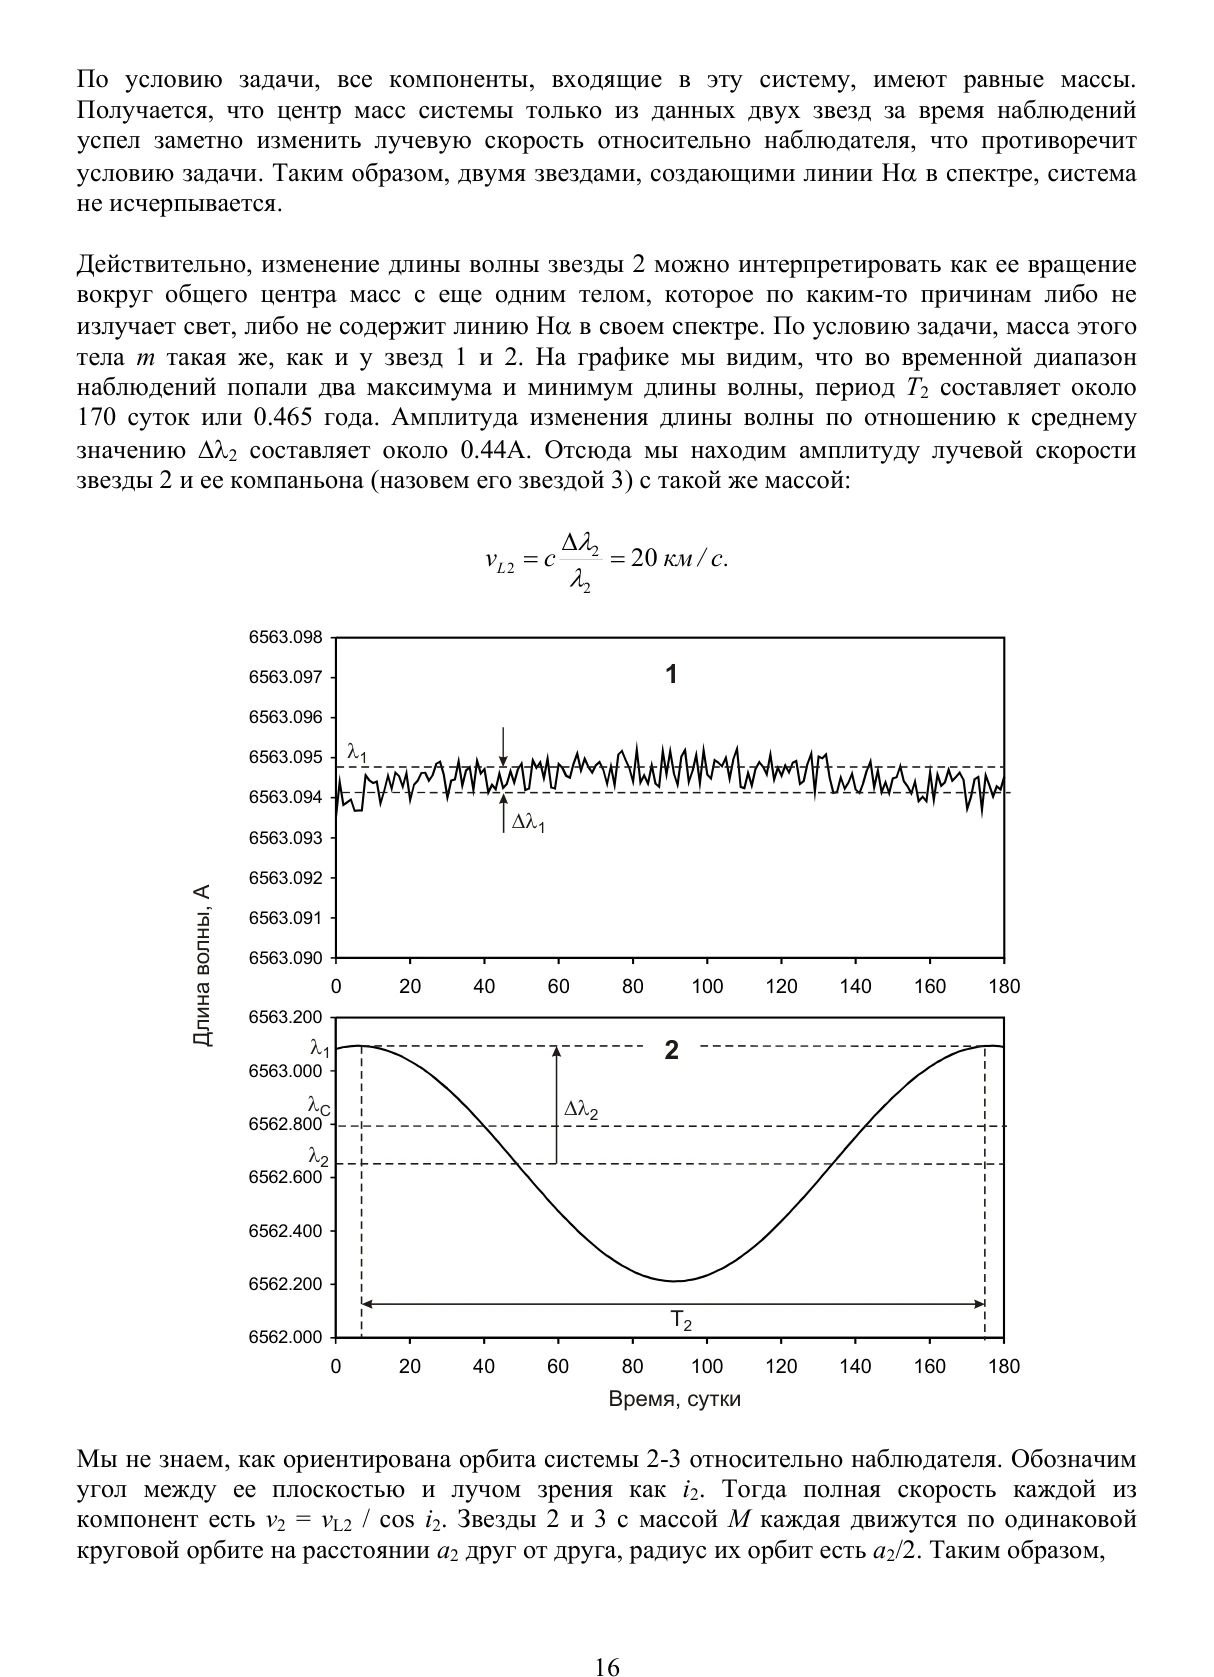 По условию задачи, все компоненты, входящие в эту систему, имеют равные массы.
Получается, что центр масс системы только из данных двух звезд за время наблюдений
успел заметно изменить лучевую скорость относительно наблюдателя, что противоречит
условию задачи. Таким образом, двумя звездами, создающими линии Hα в спектре, система
не исчерпывается.
Действительно, изменение длины волны звезды 2 можно интерпретировать как ее вращение
вокруг общего центра масс с еще одним телом, которое по каким-то причинам либо не
излучает свет, либо не содержит линию Hα в своем спектре. По условию задачи, масса этого
тела m такая же, как и у звезд 1 и 2. На графике мы видим, что во временной диапазон
наблюдений попали два максимума и минимум длины волны, период T₂ составляет около
170 суток или 0.465 года. Амплитуда изменения длины волны по отношению к среднему
значению Δλ₂ составляет около 0.44А. Отсюда мы находим амплитуду лучевой скорости
звезды 2 и ее компаньона (назовем его звездой 3) с такой же массой:
v_{L2} = c Δλ₂ / λ₂ = 20 км / с.
6563.098
1
6563.097
6563.096
6563.095
λ₁
6563.094
Δλ₁
6563.093
6563.092
6563.091
6563.090
0 20 40 60 80 100 120 140 160 180
Длина волны, А
6563.200
λ₁
2
6563.000
λ_C
Δλ₂
6562.800
λ₂
6562.600
6562.400
6562.200
T₂
6562.000
0 20 40 60 80 100 120 140 160 180
Время, сутки
Мы не знаем, как ориентирована орбита системы 2-3 относительно наблюдателя. Обозначим
угол между ее плоскостью и лучом зрения как i₂. Тогда полная скорость каждой из
компонент есть v₂ = v_{L2} / cos i₂. Звезды 2 и 3 с массой M каждая движутся по одинаковой
круговой орбите на расстоянии a₂ друг от друга, радиус их орбит есть a₂/2. Таким образом,
16